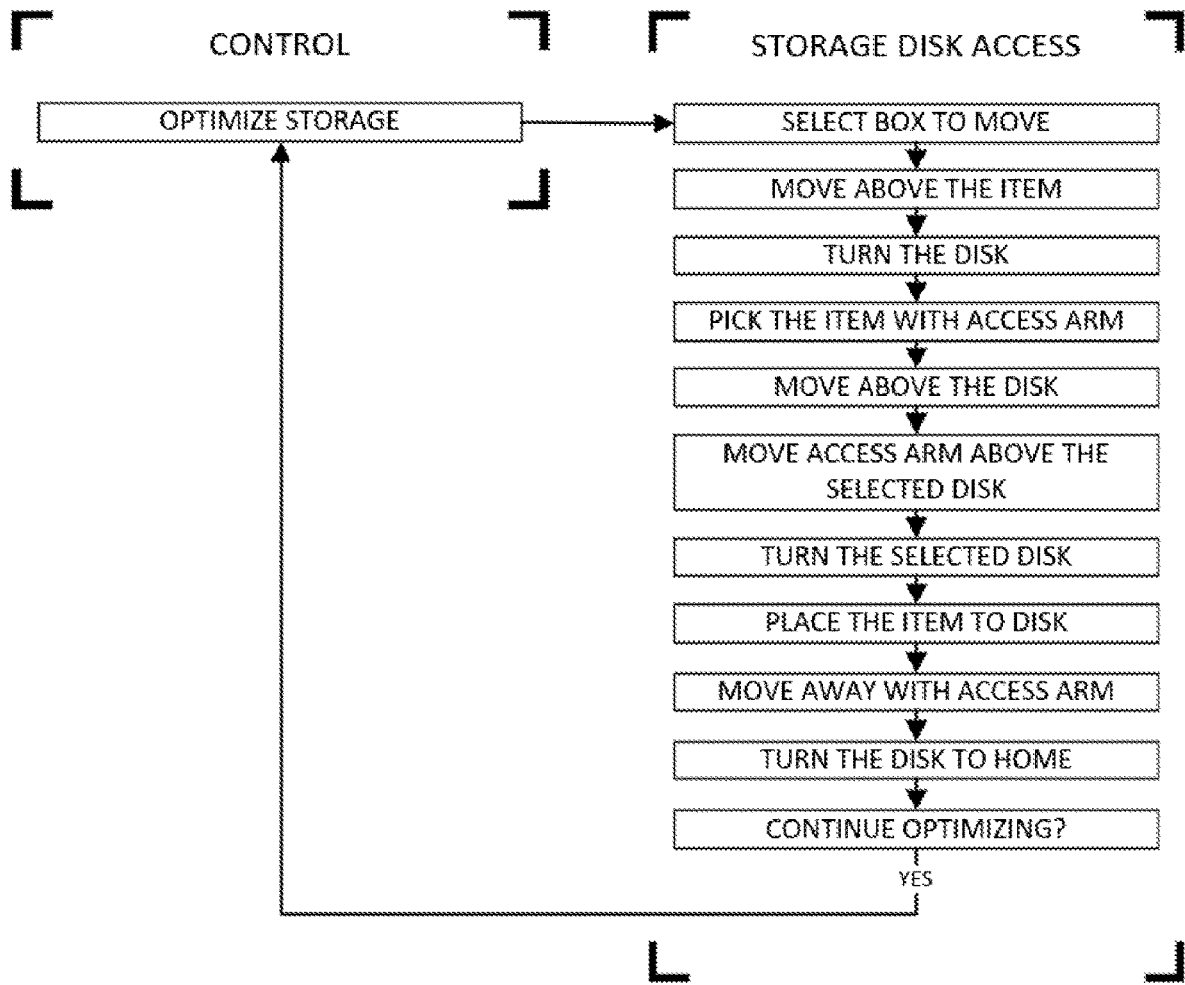 CONTROL
OPTIMIZE STORAGE
STORAGE DISK ACCESS
SELECT BOX TO MOVE
MOVE ABOVE THE ITEM
TURN THE DISK
PICK THE ITEM WITH ACCESS ARM
MOVE ABOVE THE DISK
MOVE ACCESS ARM ABOVE THE
SELECTED DISK
TURN THE SELECTED DISK
PLACE THE ITEM TO DISK
MOVE AWAY WITH ACCESS ARM
TURN THE DISK TO HOME
CONTINUE OPTIMIZING?
YES